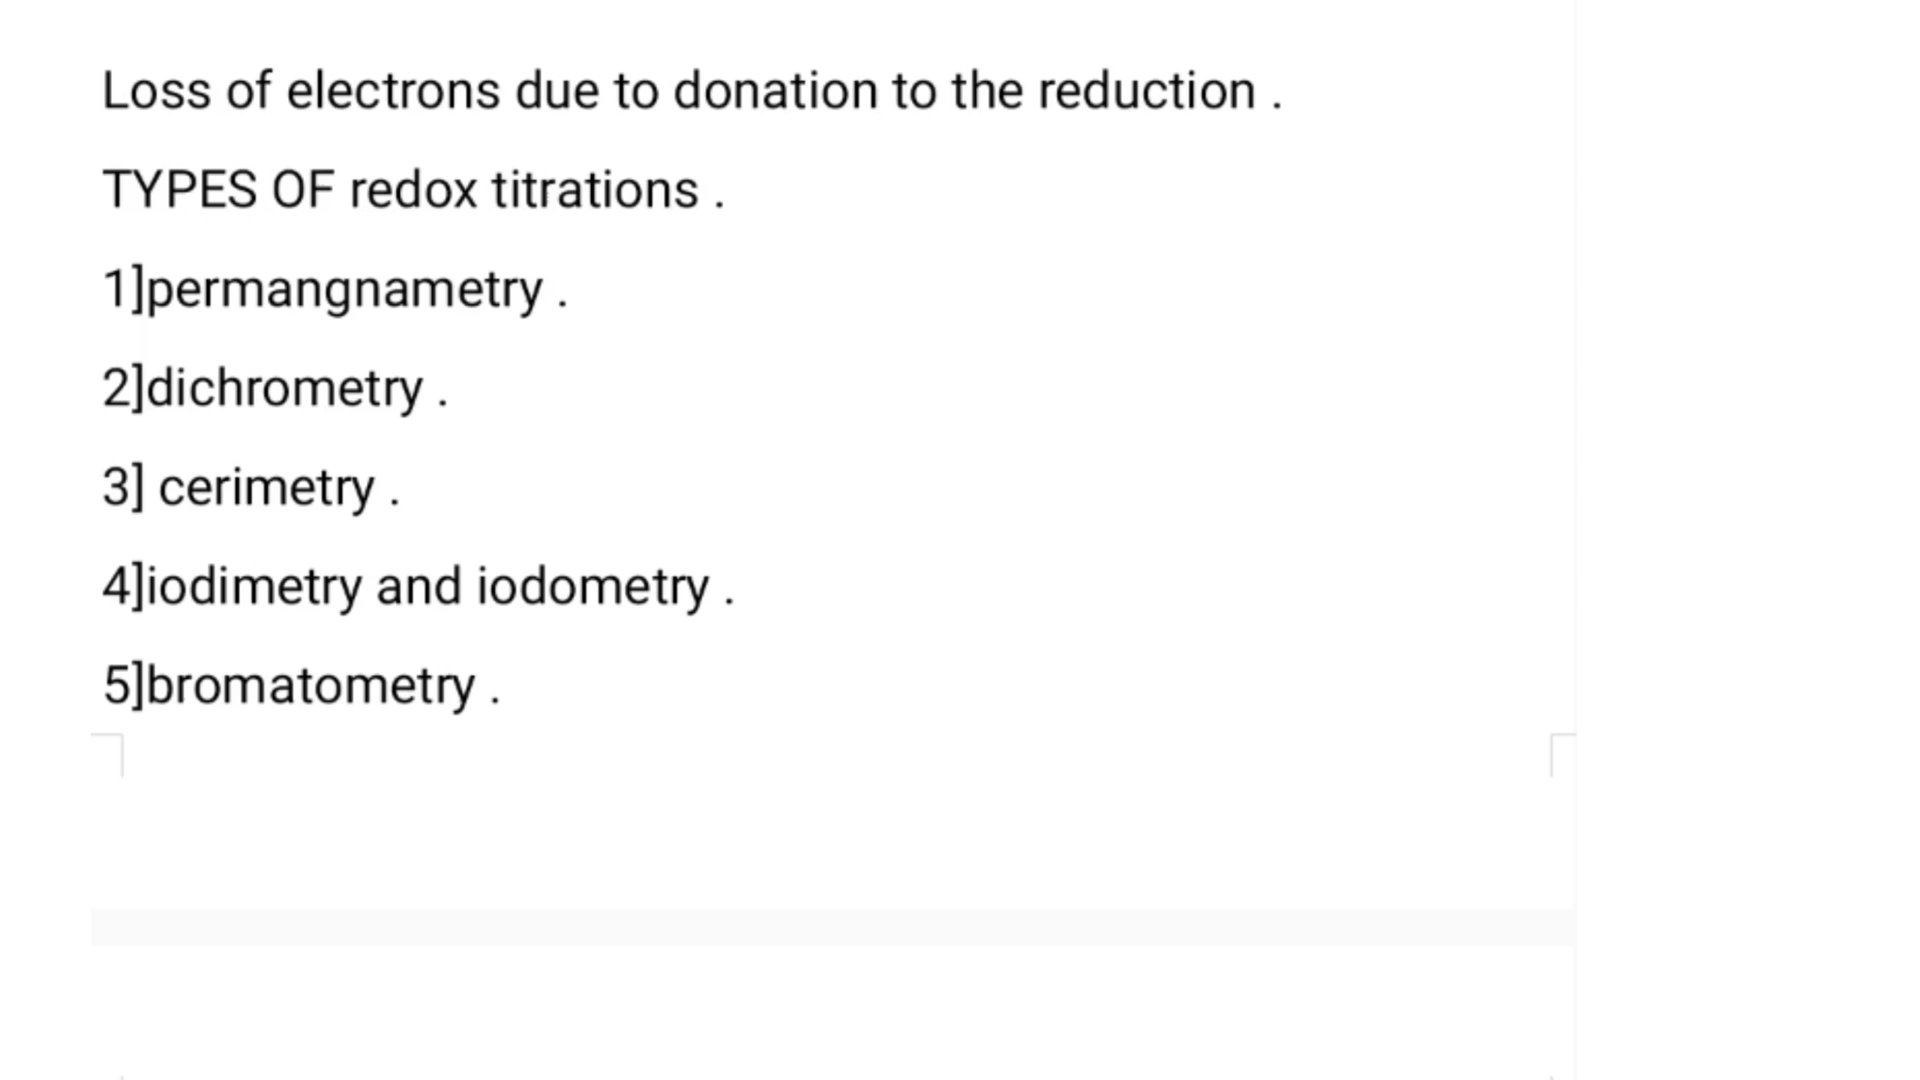 Loss of electrons due to donation to the reduction .
TYPES OF redox titrations .
1]permangnametry .
2]dichrometry .
3] cerimetry .
4]iodimetry and iodometry .
5]bromatometry .